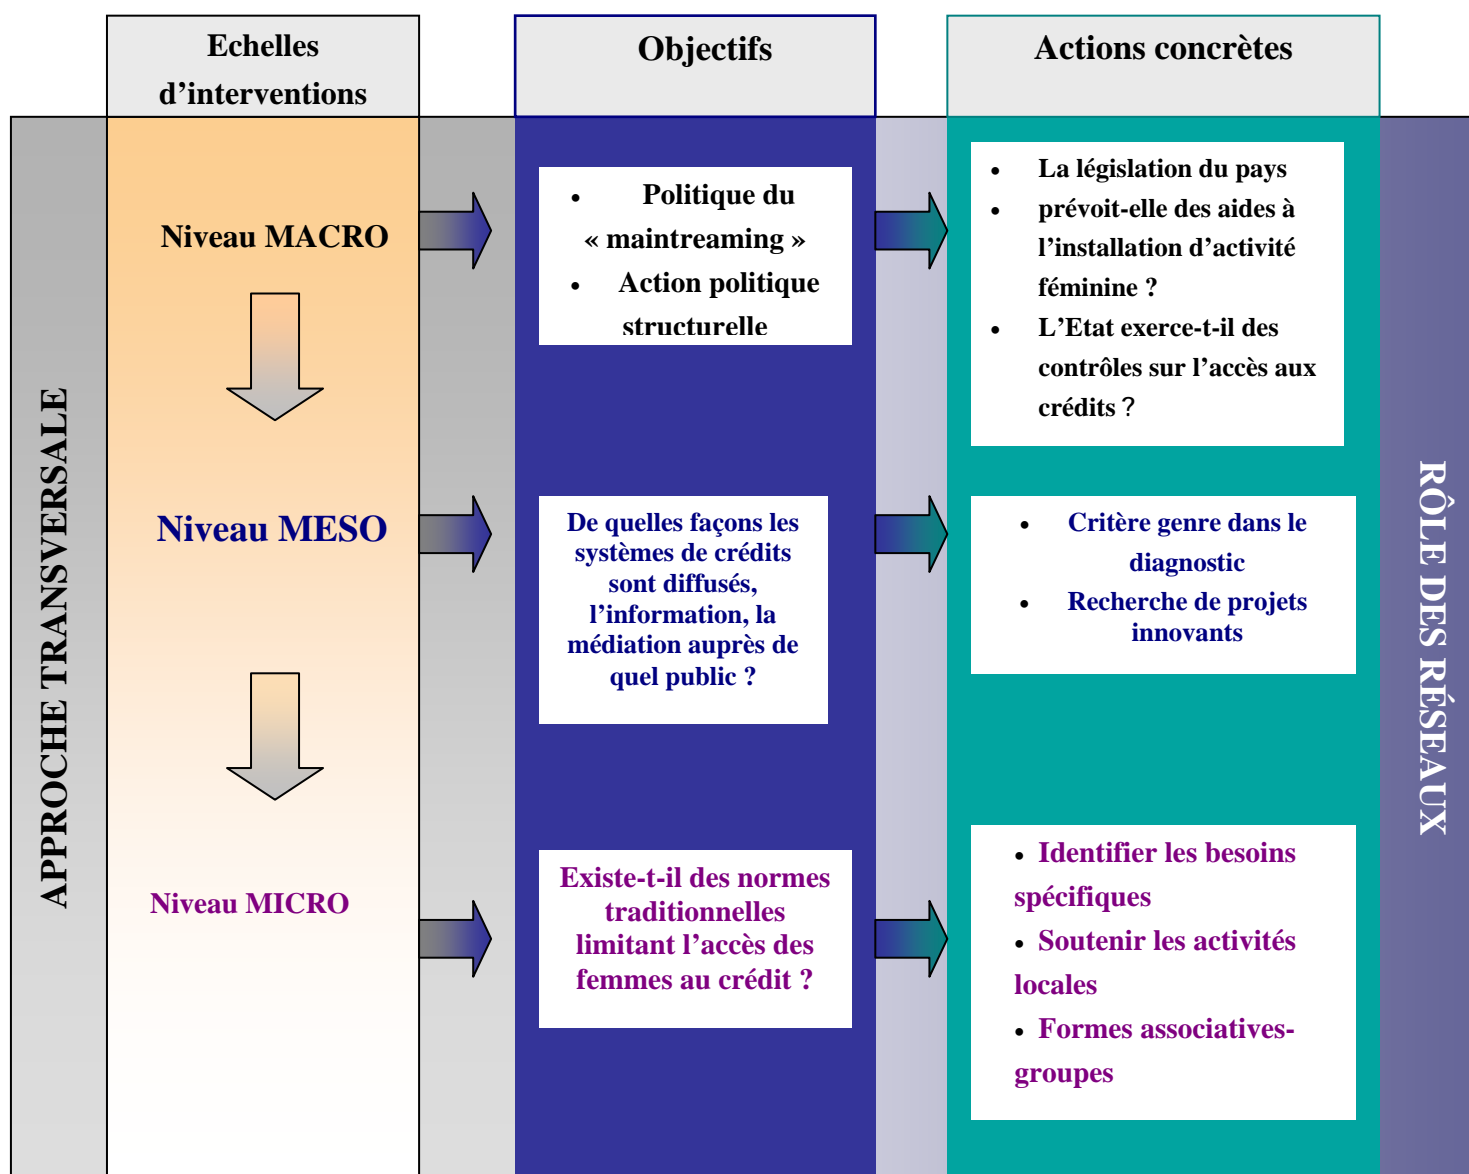 Echelles
d’interventions
Objectifs
Actions concrètes
APPROCHE TRANSVERSALE
Niveau MACRO
• Politique du
« maintreaming »
• Action politique
structurelle
• La législation du pays
• prévoit-elle des aides à
l’installation d’activité
féminine ?
• L’Etat exerce-t-il des
contrôles sur l’accès aux
crédits ?
Niveau MESO
De quelles façons les
systèmes de crédits
sont diffusés,
l’information, la
médiation auprès de
quel public ?
• Critère genre dans le
diagnostic
• Recherche de projets
innovants
Niveau MICRO
Existe-t-il des normes
traditionnelles
limitant l’accès des
femmes au crédit ?
• Identifier les besoins
spécifiques
• Soutenir les activités
locales
• Formes associatives-
groupes
RÔLE DES RÉSEAUX